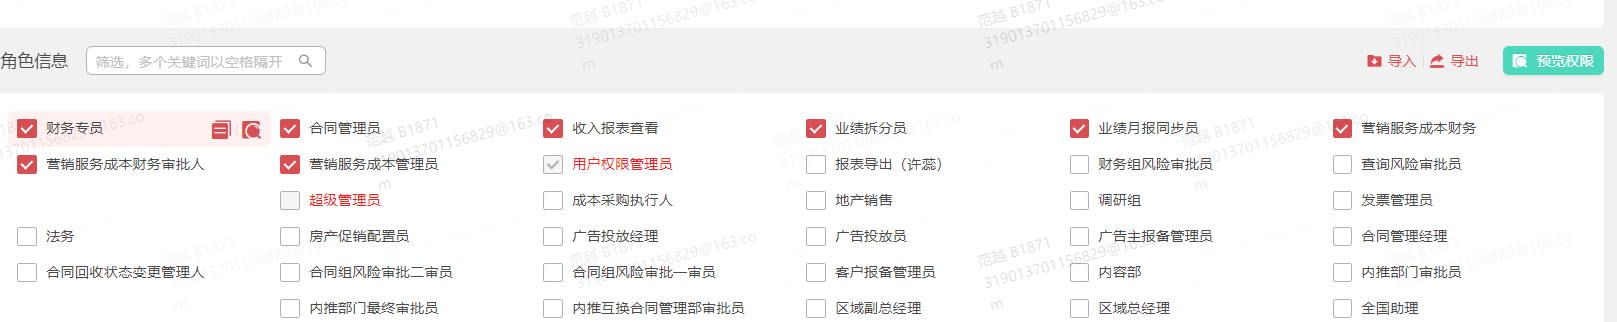 角色信息 筛选，多个关键词以空格隔开 导入 导出 预览权限
财务专员 合同管理员 收入报表查看 业绩拆分员 业绩月报同步员 营销服务成本财务
营销服务成本财务审批人 营销服务成本管理员 用户权限管理员 报表导出（许蕊） 财务组风险审批员 查询风险审批员
超级管理员 成本采购执行人 地产销售 调研组 发票管理员
法务 房产促销配置员 广告投放经理 广告投放员 广告主报备管理员 合同管理经理
合同回收状态变更管理人 合同组风险审批二审员 合同组风险审批一审员 客户报备管理员 内容部 内推部门审批员
内推部门最终审批员 内推互换合同管理部审批员 区域副总经理 区域总经理 全国助理
范越 B1871
319013701156829@163.co
m